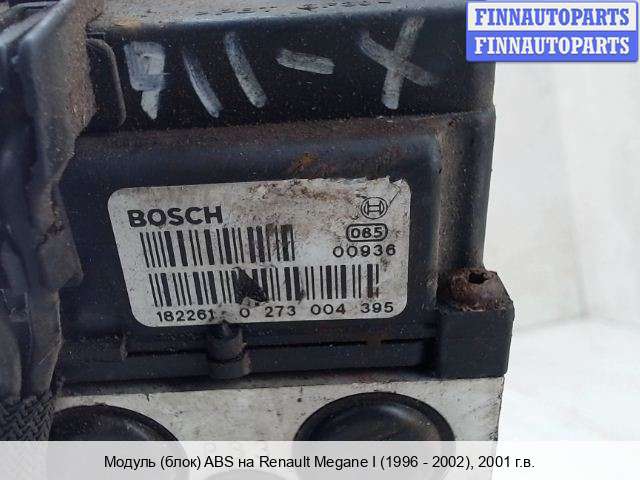 FINNAUTOPARTS
FINNAUTOPARTS
911-X
BOSCH
085
00936
182261 0 273 004 395
Модуль (блок) ABS на Renault Megane I (1996 - 2002), 2001 г.в.